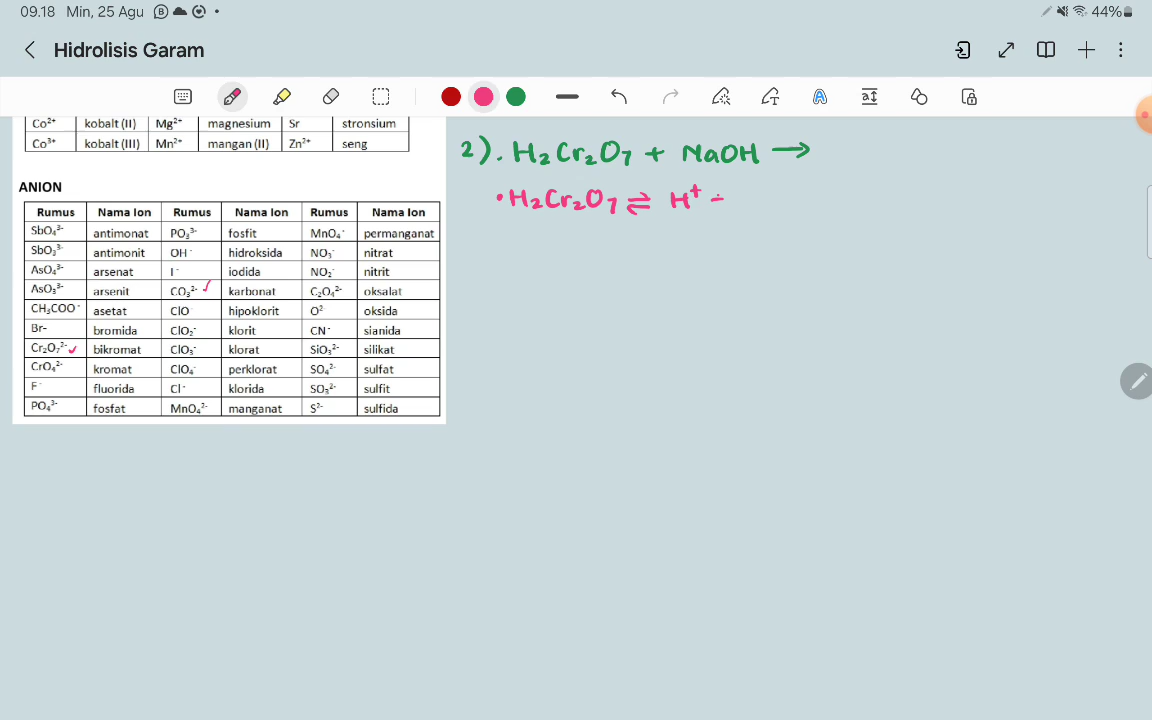 09.18 Min, 25 Agu
44%
Hidrolisis Garam
Co²⁺ kobalt (II) Mg²⁺ magnesium Sr stronsium
Co³⁺ kobalt (III) Mn²⁺ mangan (II) Zn²⁺ seng
ANION
Rumus Nama Ion Rumus Nama Ion Rumus Nama Ion
SbO₄³⁻ antimonat PO₃³⁻ fosfit MnO₄⁻ permanganat
SbO₃³⁻ antimonit OH⁻ hidroksida NO₃⁻ nitrat
AsO₄³⁻ arsenat I⁻ iodida NO₂⁻ nitrit
AsO₃³⁻ arsenit CO₃²⁻ ✓ karbonat C₂O₄²⁻ oksalat
CH₃COO⁻ asetat ClO hipoklorit O² oksida
Br- bromida ClO₂⁻ klorit CN⁻ sianida
Cr₂O₇²⁻ ✓ bikromat ClO₃⁻ klorat SiO₃²⁻ silikat
CrO₄²⁻ kromat ClO₄⁻ perklorat SO₄²⁻ sulfat
F⁻ fluorida Cl⁻ klorida SO₃²⁻ sulfit
PO₄³⁻ fosfat MnO₄²⁻ manganat S²⁻ sulfida
2). H₂Cr₂O₇ + NaOH →
• H₂Cr₂O₇ ⇌ H⁺ -